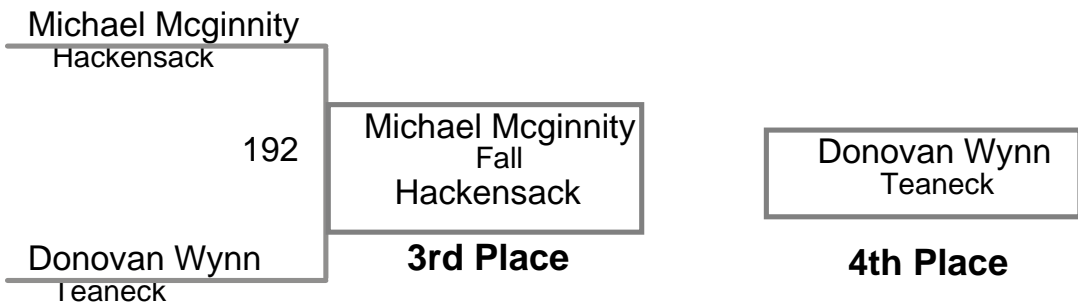 Michael Mcginnity
Hackensack
192
Donovan Wynn
Teaneck
Michael Mcginnity
Fall
Hackensack
3rd Place
Donovan Wynn
Teaneck
4th Place